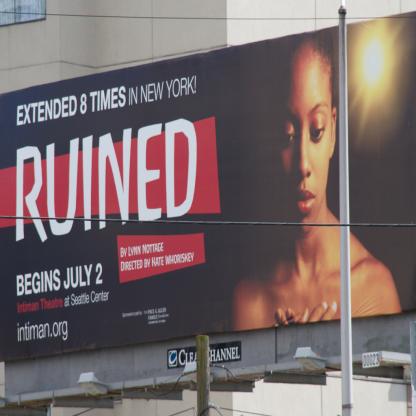 EXTENDED 8 TIMES IN NEW YORK!
RUINED
BY LYNN NOTTAGE
DIRECTED BY KATE WHORISKEY
BEGINS JULY 2
Intiman Theatre at Seattle Center
intiman.org
CLEAR CHANNEL